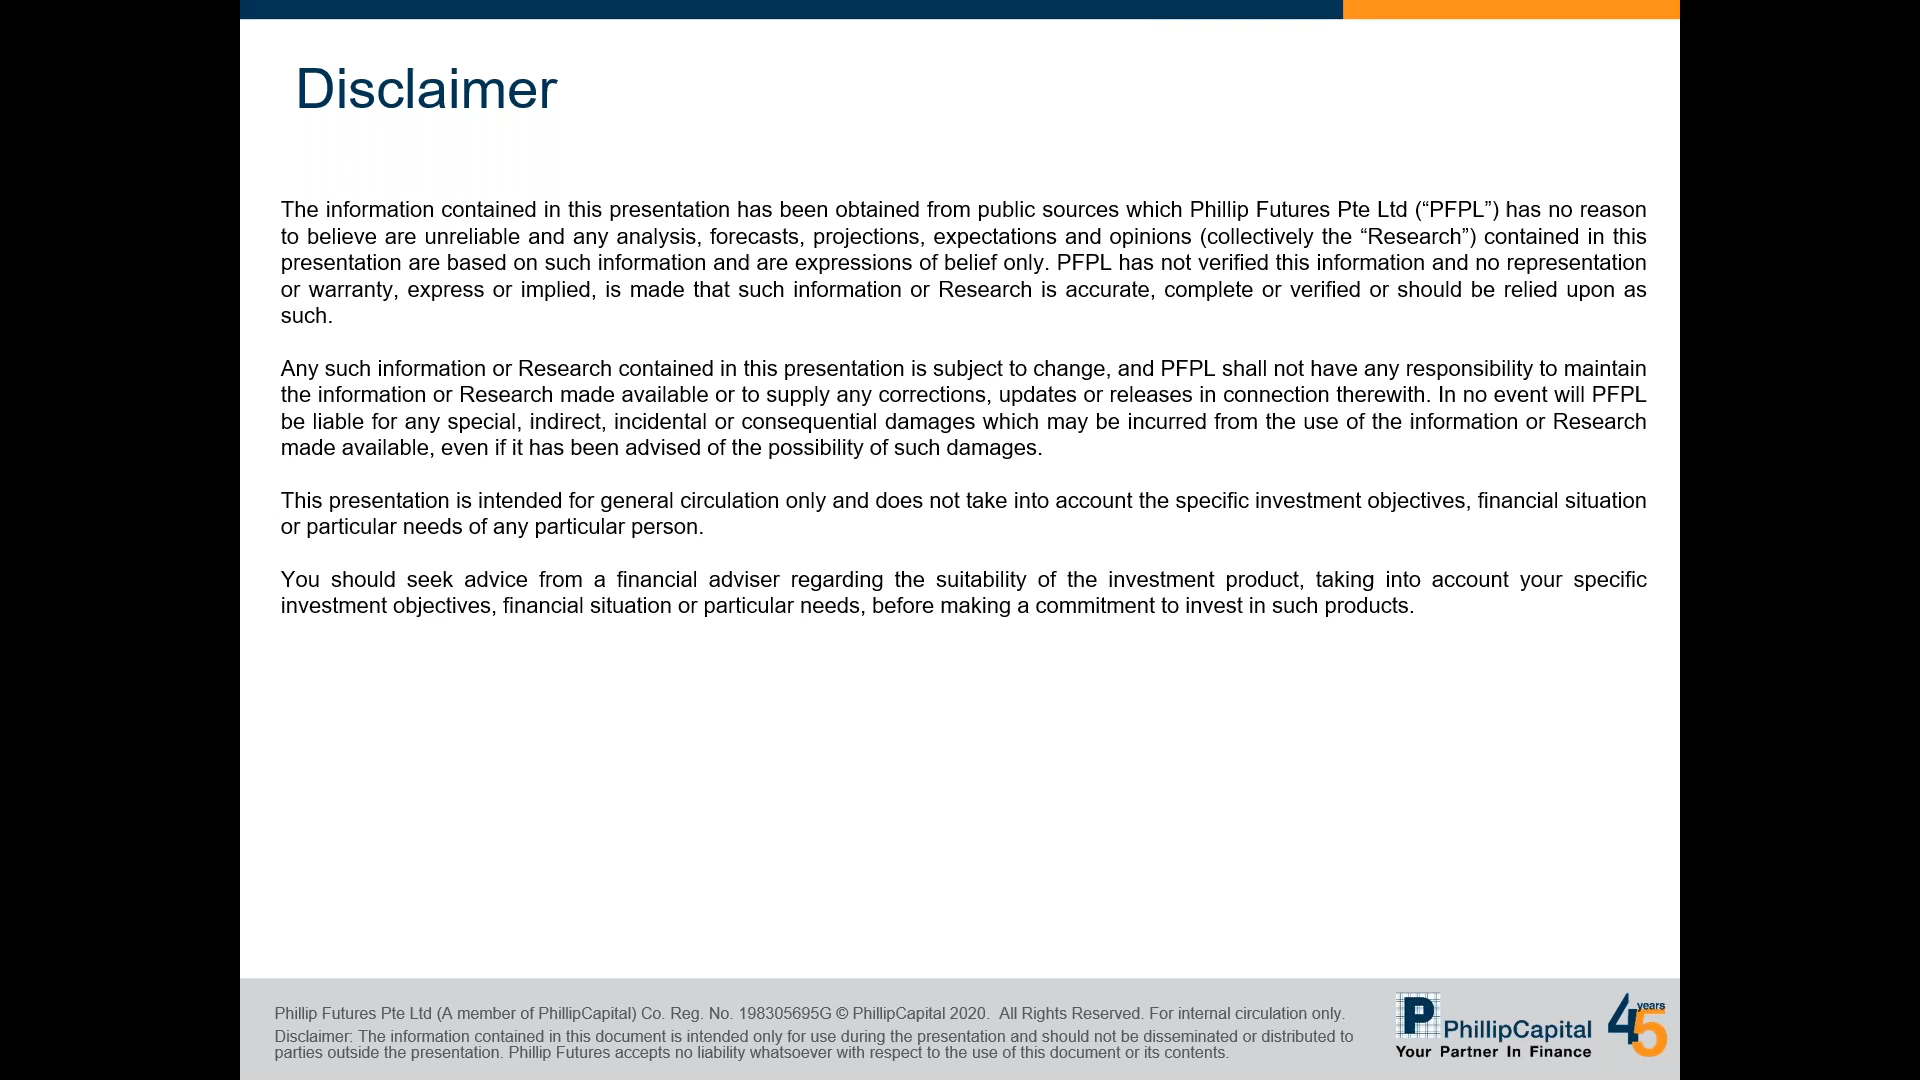 Disclaimer
The information contained in this presentation has been obtained from public sources which Phillip Futures Pte Ltd (“PFPL”) has no reason
to believe are unreliable and any analysis, forecasts, projections, expectations and opinions (collectively the “Research”) contained in this
presentation are based on such information and are expressions of belief only. PFPL has not verified this information and no representation
or warranty, express or implied, is made that such information or Research is accurate, complete or verified or should be relied upon as
such.
Any such information or Research contained in this presentation is subject to change, and PFPL shall not have any responsibility to maintain
the information or Research made available or to supply any corrections, updates or releases in connection therewith. In no event will PFPL
be liable for any special, indirect, incidental or consequential damages which may be incurred from the use of the information or Research
made available, even if it has been advised of the possibility of such damages.
This presentation is intended for general circulation only and does not take into account the specific investment objectives, financial situation
or particular needs of any particular person.
You should seek advice from a financial adviser regarding the suitability of the investment product, taking into account your specific
investment objectives, financial situation or particular needs, before making a commitment to invest in such products.
Phillip Futures Pte Ltd (A member of PhillipCapital) Co. Reg. No. 198305695G © PhillipCapital 2020.  All Rights Reserved. For internal circulation only.
Disclaimer: The information contained in this document is intended only for use during the presentation and should not be disseminated or distributed to
parties outside the presentation. Phillip Futures accepts no liability whatsoever with respect to the use of this document or its contents.
P PhillipCapital
Your Partner In Finance
45 years